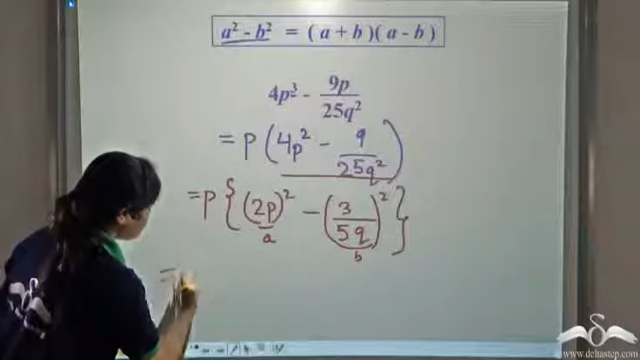 a² - b² = ( a + b )( a - b )
4p³ - 9p/25q²
= p (4p² - 9/25q²)
= p { (2p)² - (3/5q)² }
a b
=
www.deltastep.com